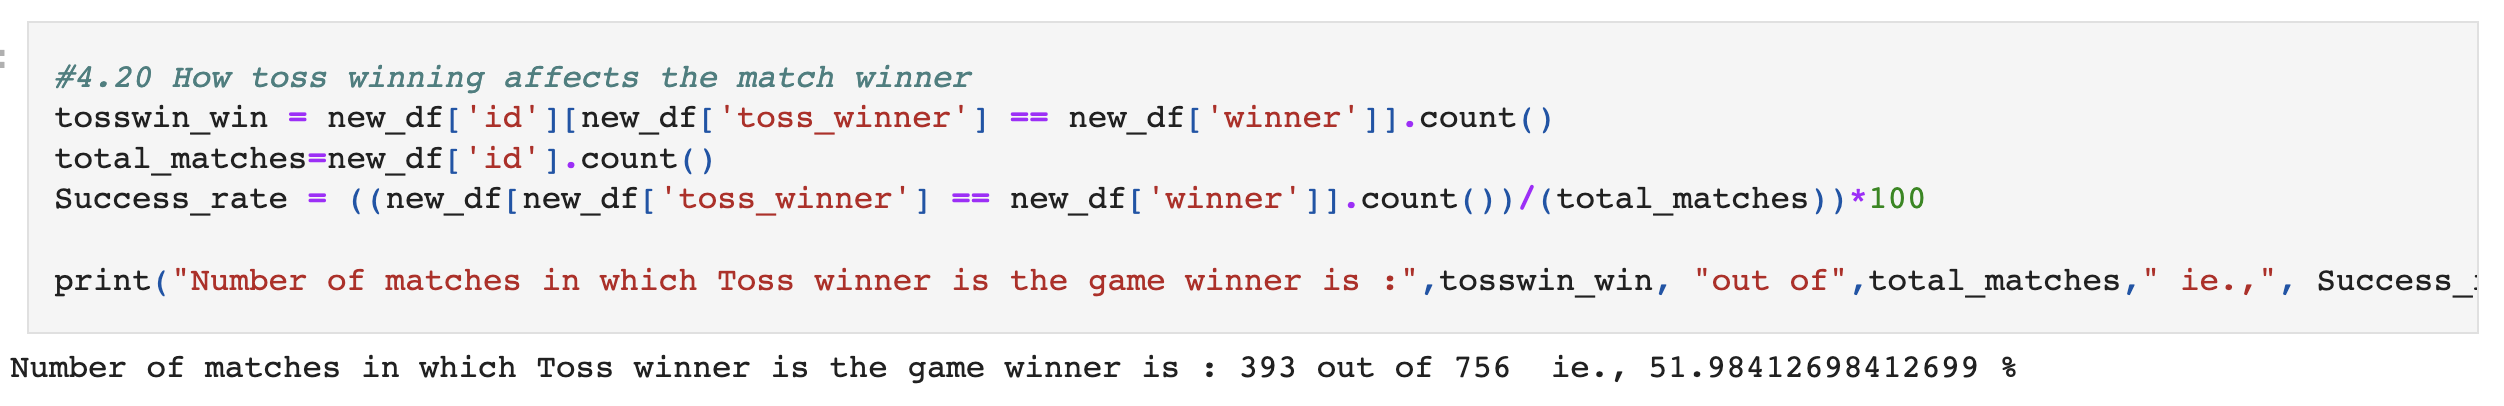 #4.20 How toss winning affects the match winner
tosswin_win = new_df['id'][new_df['toss_winner'] == new_df['winner']].count()
total_matches=new_df['id'].count()
Success_rate = ((new_df[new_df['toss_winner'] == new_df['winner']].count())/(total_matches))*100
print("Number of matches in which Toss winner is the game winner is :",tosswin_win, "out of",total_matches," ie.,", Success_
Number of matches in which Toss winner is the game winner is : 393 out of 756  ie., 51.98412698412699 %